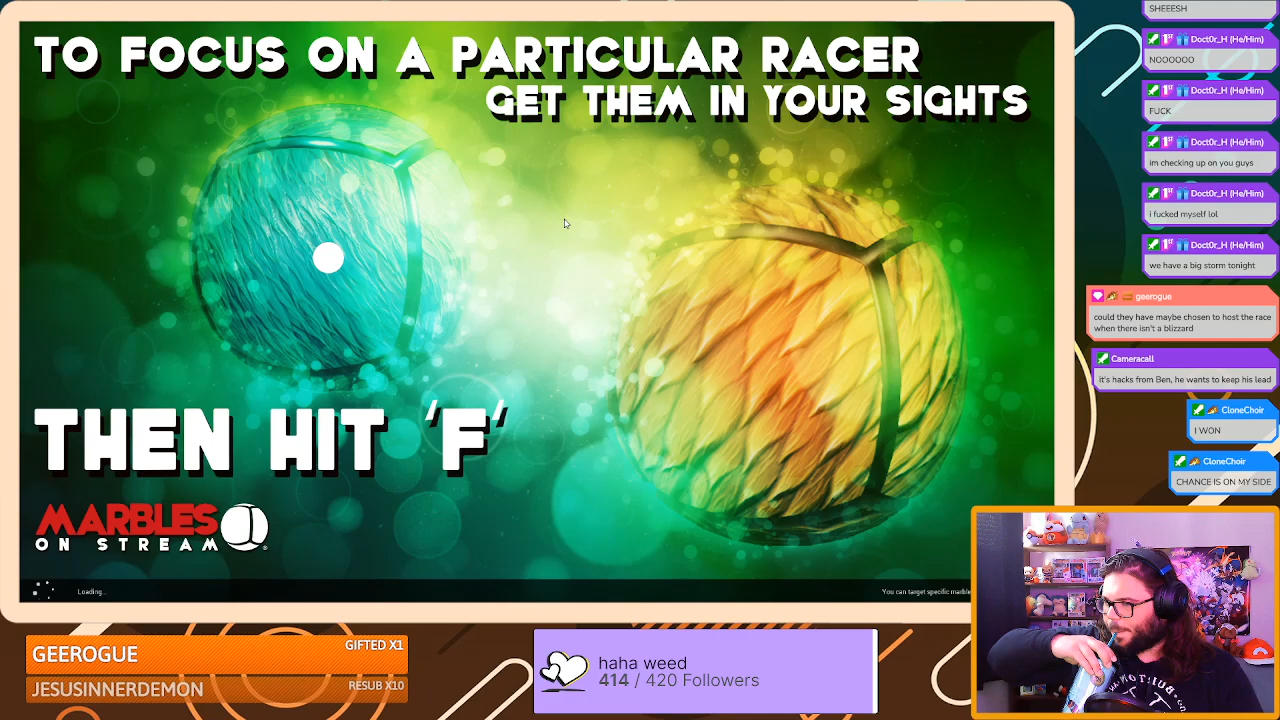 TO FOCUS ON A PARTICULAR RACER
GET THEM IN YOUR SIGHTS
THEN HIT 'F'
MARBLES
ON STREAM
Loading...
You can target specific marble
SHEEESH
1ST Doct0r_H (He/Him)
NOOOOOO
1ST Doct0r_H (He/Him)
FUCK
1ST Doct0r_H (He/Him)
im checking up on you guys
1ST Doct0r_H (He/Him)
i fucked myself lol
1ST Doct0r_H (He/Him)
we have a big storm tonight
geerogue
could they have maybe chosen to host the race
when there isn't a blizzard
Cameracall
it's hacks from Ben, he wants to keep his lead
CloneChoir
I WON
CloneChoir
CHANCE IS ON MY SIDE
GEEROGUE GIFTED X1
JESUSINNERDEMON RESUB X10
haha weed
414 / 420 Followers